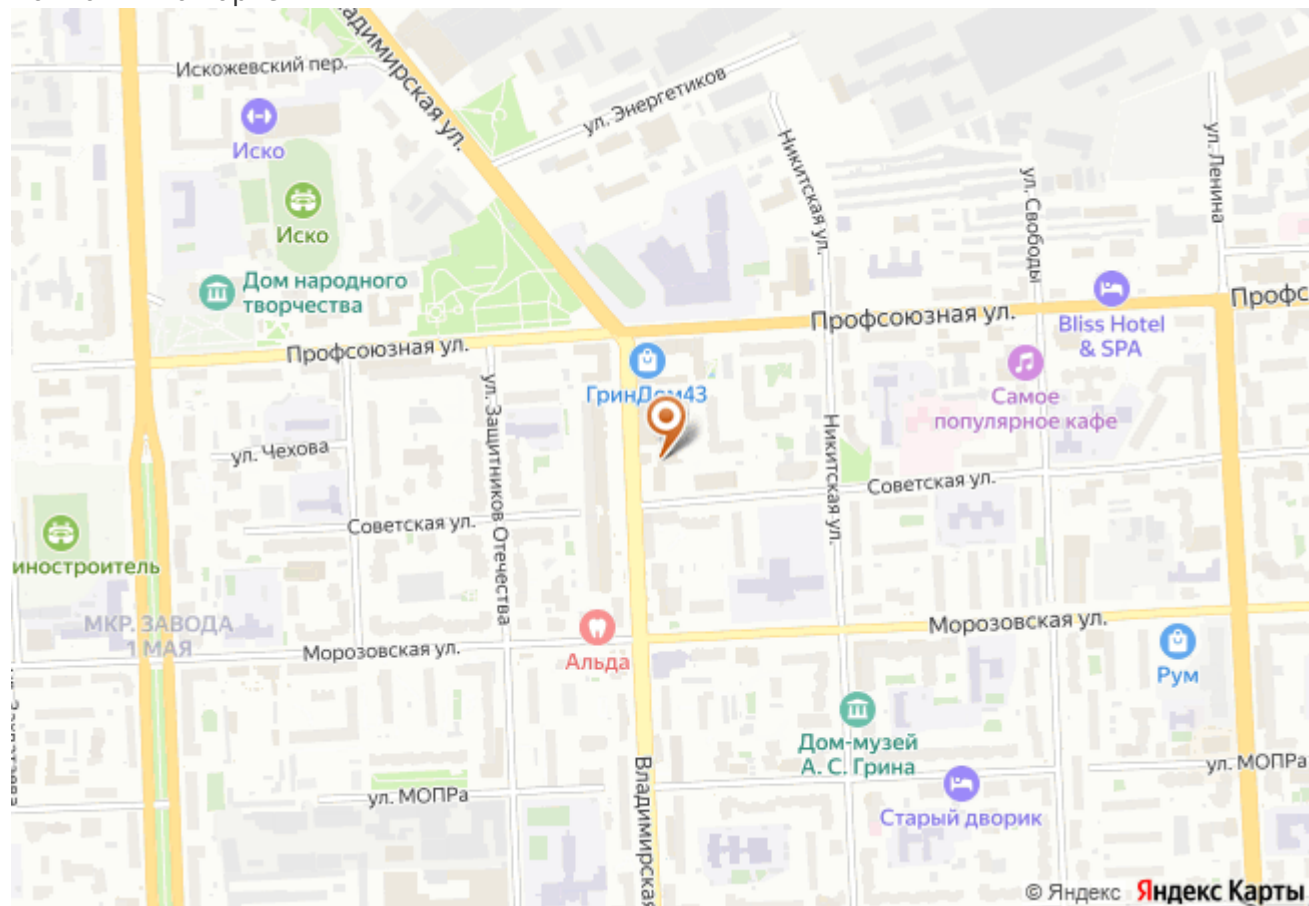 адимирская ул.
Искожевский пер.
ул. Энергетиков
Иско
Никитская ул.
ул. Ленина
ул. Свободы
Иско
Дом народного
творчества
Профсоюзная ул.
Профс
Bliss Hotel
& SPA
Профсоюзная ул.
ГринДом43
Самое
популярное кафе
ул. Защитников Отечества
ул. Чехова
Никитская ул.
Советская ул.
Советская ул.
иностроитель
МКР. ЗАВОДА
1 МАЯ
Морозовская ул.
Морозовская ул.
Альда
Рум
Дом-музей
А. С. Грина
ул. МОПРа
Владимирская
ул. МОПРа
Старый дворик
© Яндекс Яндекс Карты